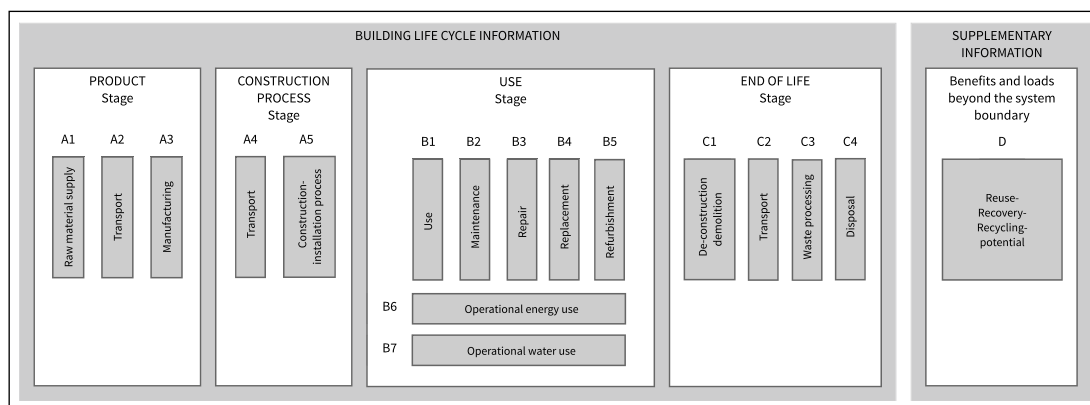 BUILDING LIFE CYCLE INFORMATION
PRODUCT
Stage
A1
A2
A3
Raw material supply
Transport
Manufacturing
CONSTRUCTION
PROCESS
Stage
A4
A5
Transport
Construction-
installation process
USE
Stage
B1
B2
B3
B4
B5
Use
Maintenance
Repair
Replacement
Refurbishment
B6
Operational energy use
B7
Operational water use
END OF LIFE
Stage
C1
C2
C3
C4
De-construction
demolition
Transport
Waste processing
Disposal
SUPPLEMENTARY
INFORMATION
Benefits and loads
beyond the system
boundary
D
Reuse-
Recovery-
Recycling-
potential